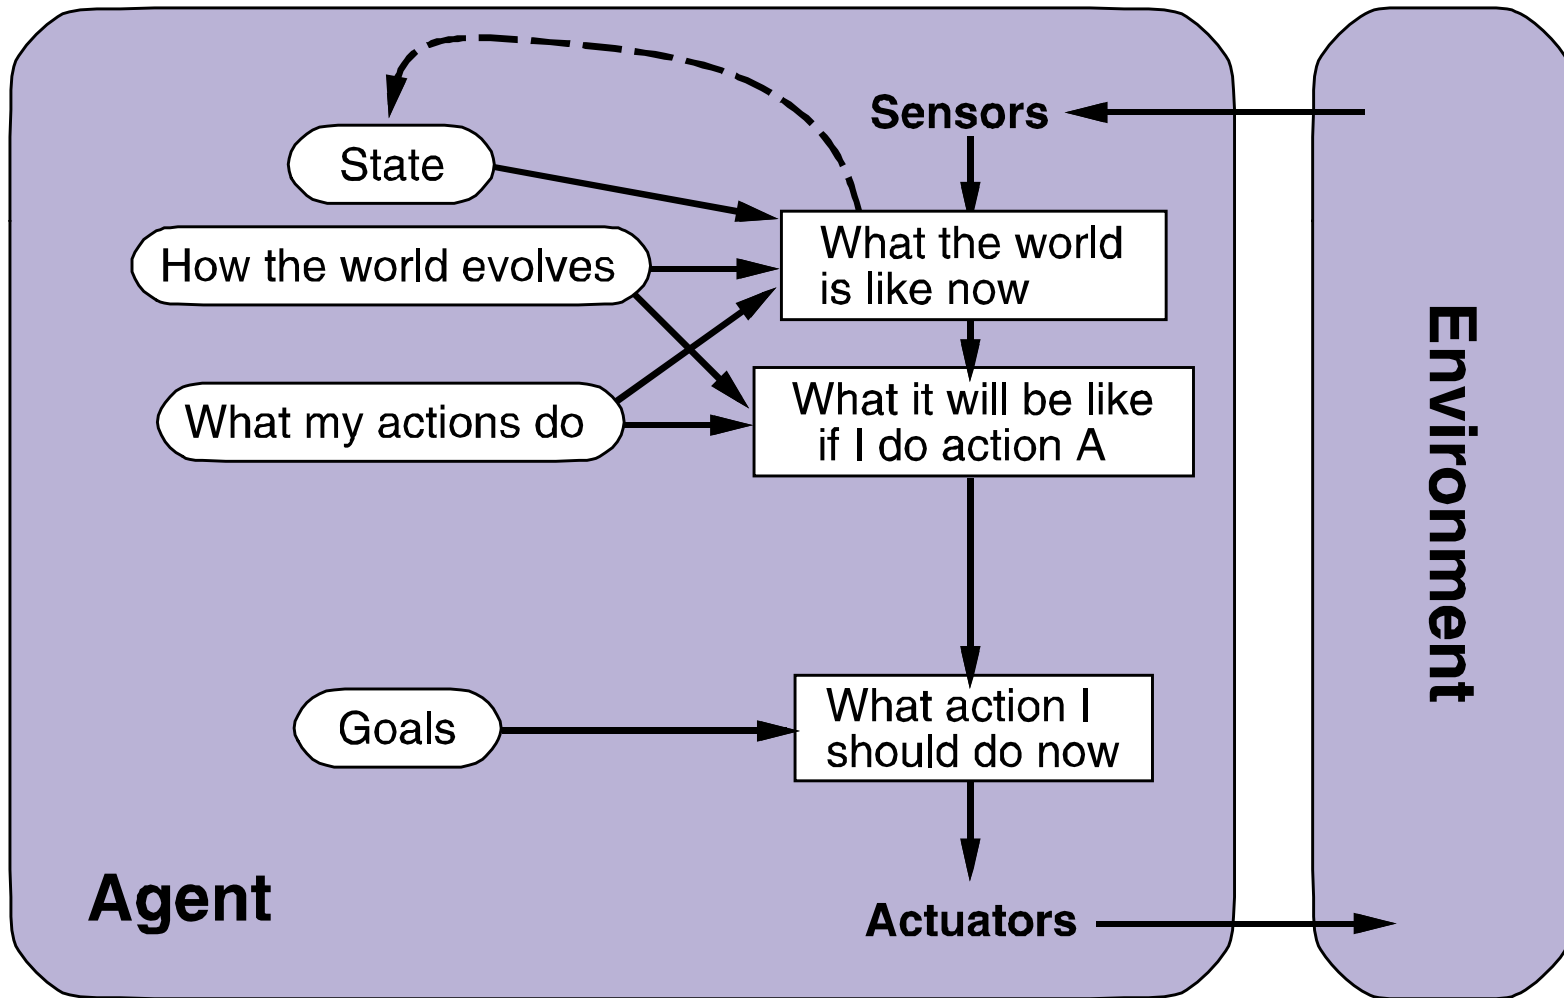 Sensors
State
What the world
is like now
How the world evolves
What my actions do
What it will be like
if I do action A
Goals
What action I
should do now
Agent
Actuators
Environment